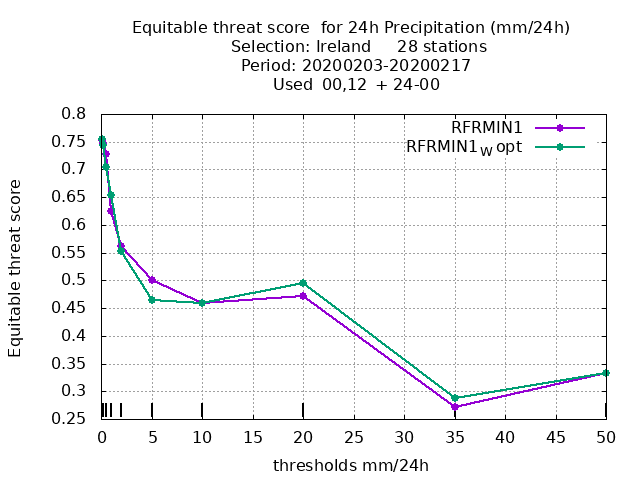 Equitable threat score  for 24h Precipitation (mm/24h)
Selection: Ireland     28 stations
Period: 20200203-20200217
Used  00,12  + 24-00
RFRMIN1
RFRMIN1W opt
Equitable threat score
0.8
0.75
0.7
0.65
0.6
0.55
0.5
0.45
0.4
0.35
0.3
0.25
0 5 10 15 20 25 30 35 40 45 50
thresholds mm/24h